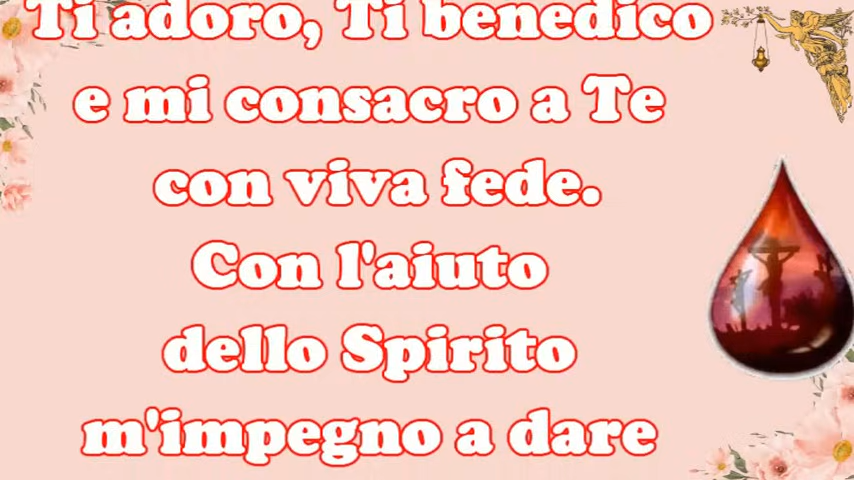 Ti adoro, Ti benedico
e mi consacro a Te
con viva fede.
Con l'aiuto
dello Spirito
m'impegno a dare